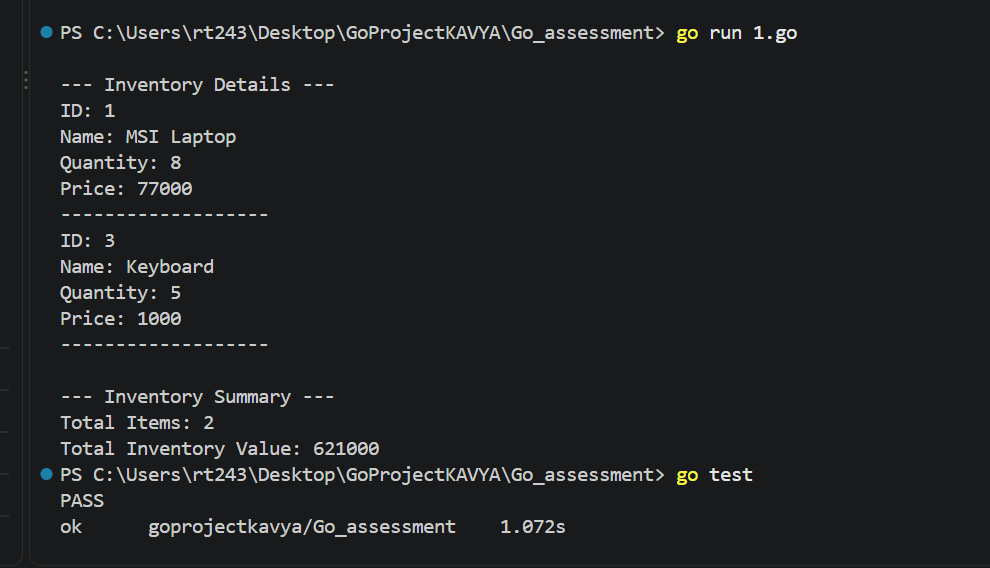 PS C:\Users\rt243\Desktop\GoProjectKAVYA\Go_assessment> go run 1.go
--- Inventory Details ---
ID: 1
Name: MSI Laptop
Quantity: 8
Price: 77000
-------------------
ID: 3
Name: Keyboard
Quantity: 5
Price: 1000
-------------------
--- Inventory Summary ---
Total Items: 2
Total Inventory Value: 621000
PS C:\Users\rt243\Desktop\GoProjectKAVYA\Go_assessment> go test
PASS
ok      goprojectkavya/Go_assessment    1.072s